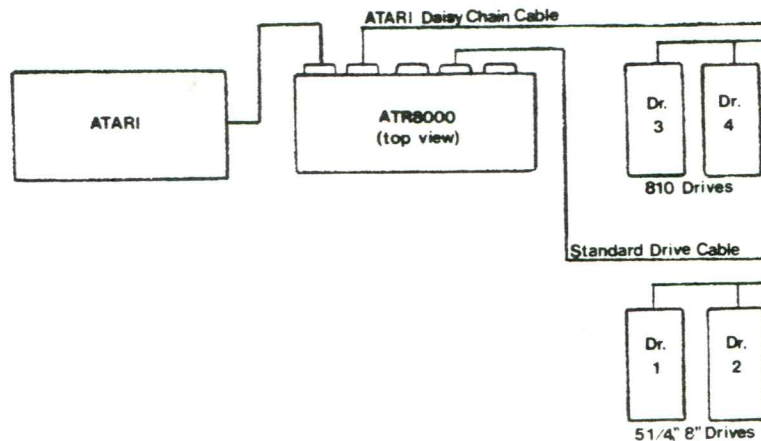 ATARI Daisy Chain Cable
ATARI
ATR8000
(top view)
Dr.
3
Dr.
4
810 Drives
Standard Drive Cable
Dr.
1
Dr.
2
5 1/4," 8" Drives